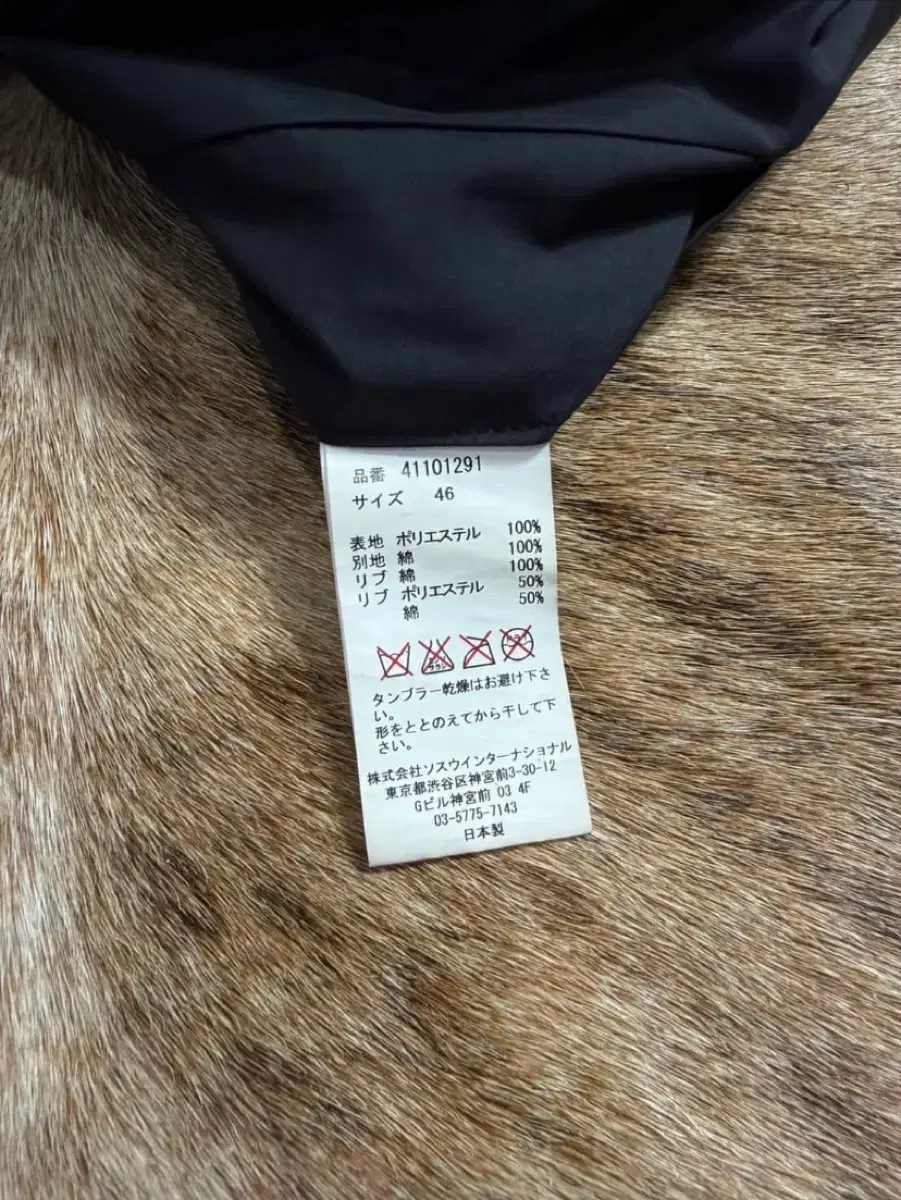 品番 41101291
サイズ 46
表地 ポリエステル 100%
別地 綿 100%
リブ 綿 100%
リブ ポリエステル 50%
綿 50%
タンブラー乾燥はお避け下さ
い。
形をととのえてから干して下
さい。
株式会社ソスウインターナショナル
東京都渋谷区神宮前3-30-12
Gビル神宮前 03 4F
03-5775-7143
日本製